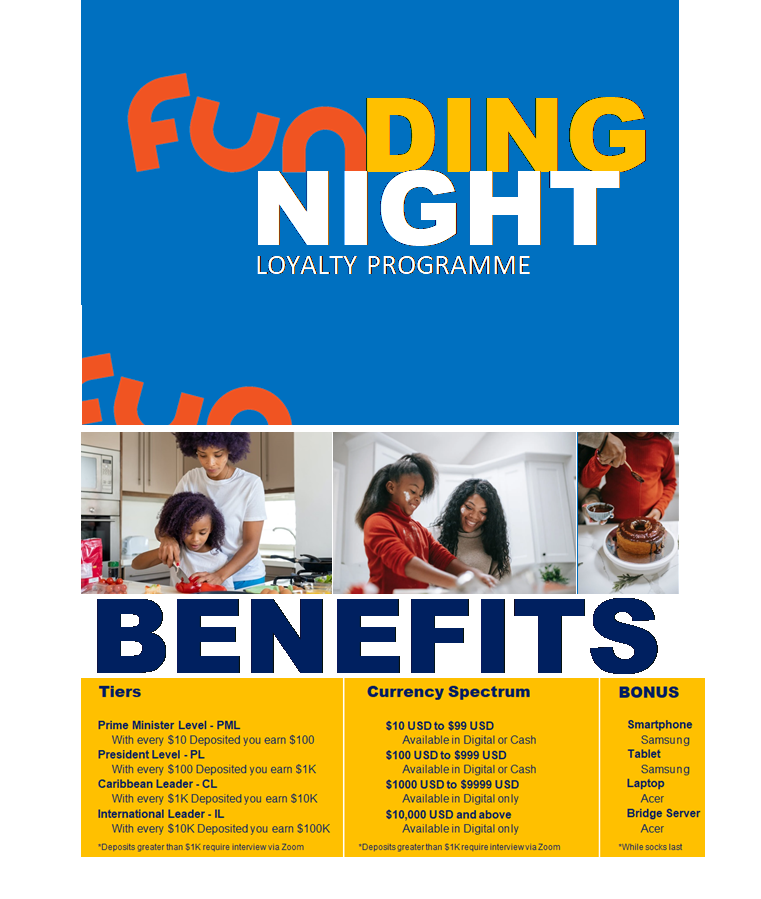 FUNDING
NIGHT
LOYALTY PROGRAMME
FUN
BENEFITS
Tiers
Prime Minister Level - PML
With every $10 Deposited you earn $100
President Level - PL
With every $100 Deposited you earn $1K
Caribbean Leader - CL
With every $1K Deposited you earn $10K
International Leader - IL
With every $10K Deposited you earn $100K
*Deposits greater than $1K require interview via Zoom
Currency Spectrum
$10 USD to $99 USD
Available in Digital or Cash
$100 USD to $999 USD
Available in Digital or Cash
$1000 USD to $9999 USD
Available in Digital only
$10,000 USD and above
Available in Digital only
*Deposits greater than $1K require interview via Zoom
BONUS
Smartphone
Samsung
Tablet
Samsung
Laptop
Acer
Bridge Server
Acer
*While socks last